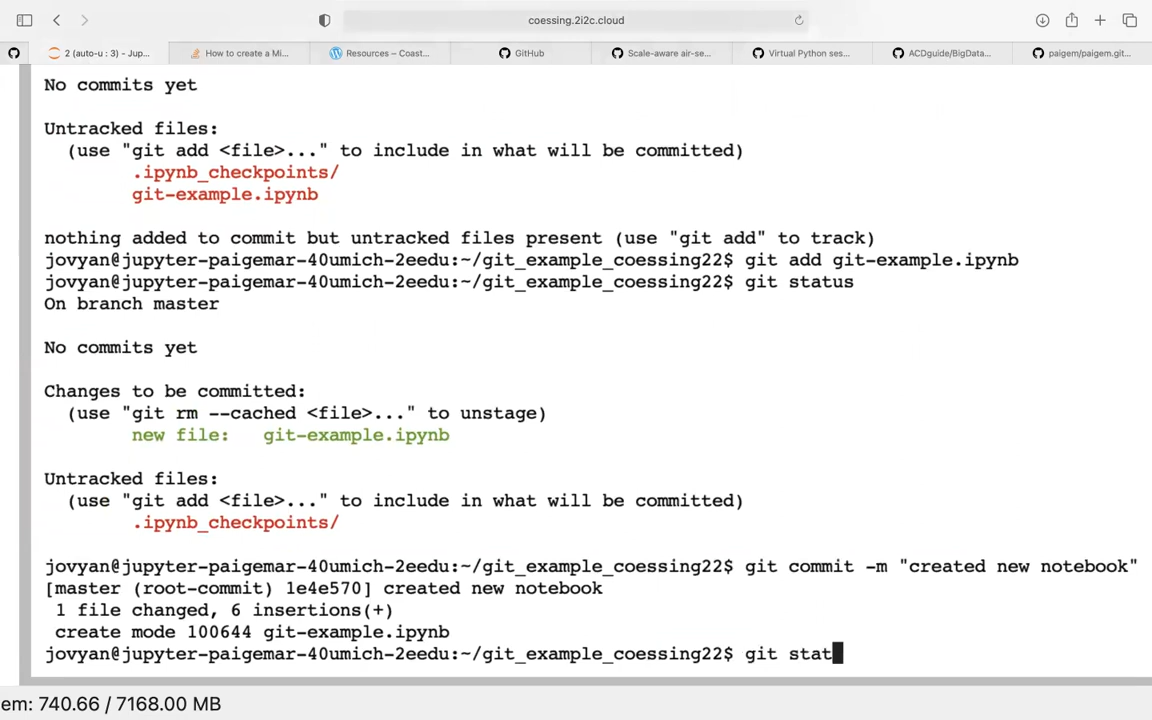 coessing.2i2c.cloud
2 (auto-u : 3) - Jup...
How to create a Mi...
Resources – Coast...
GitHub
Scale-aware air-se...
Virtual Python ses...
ACDguide/BigData...
paigem/paigem.git...
No commits yet
Untracked files:
(use "git add <file>..." to include in what will be committed)
.ipynb_checkpoints/
git-example.ipynb
nothing added to commit but untracked files present (use "git add" to track)
jovyan@jupyter-paigemar-40umich-2eedu:~/git_example_coessing22$ git add git-example.ipynb
jovyan@jupyter-paigemar-40umich-2eedu:~/git_example_coessing22$ git status
On branch master
No commits yet
Changes to be committed:
(use "git rm --cached <file>..." to unstage)
new file:   git-example.ipynb
Untracked files:
(use "git add <file>..." to include in what will be committed)
.ipynb_checkpoints/
jovyan@jupyter-paigemar-40umich-2eedu:~/git_example_coessing22$ git commit -m "created new notebook"
[master (root-commit) 1e4e570] created new notebook
1 file changed, 6 insertions(+)
create mode 100644 git-example.ipynb
jovyan@jupyter-paigemar-40umich-2eedu:~/git_example_coessing22$ git stat
em: 740.66 / 7168.00 MB